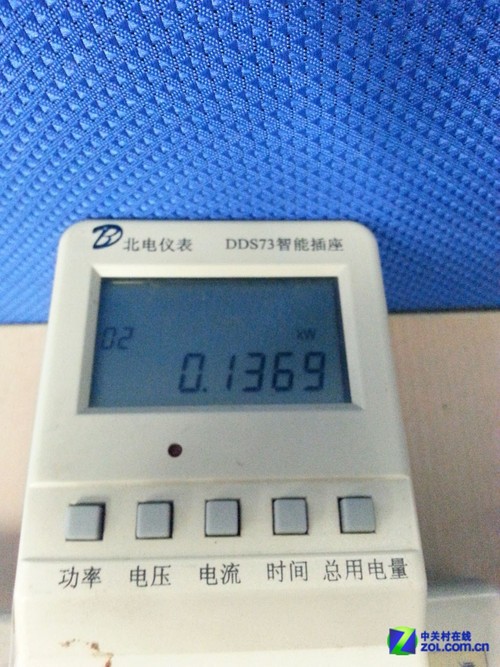 北电仪表 DDS73智能插座
02 kW
0.1369
功率 电压 电流 时间 总用电量
Z 中关村在线
ZOL.COM.CN